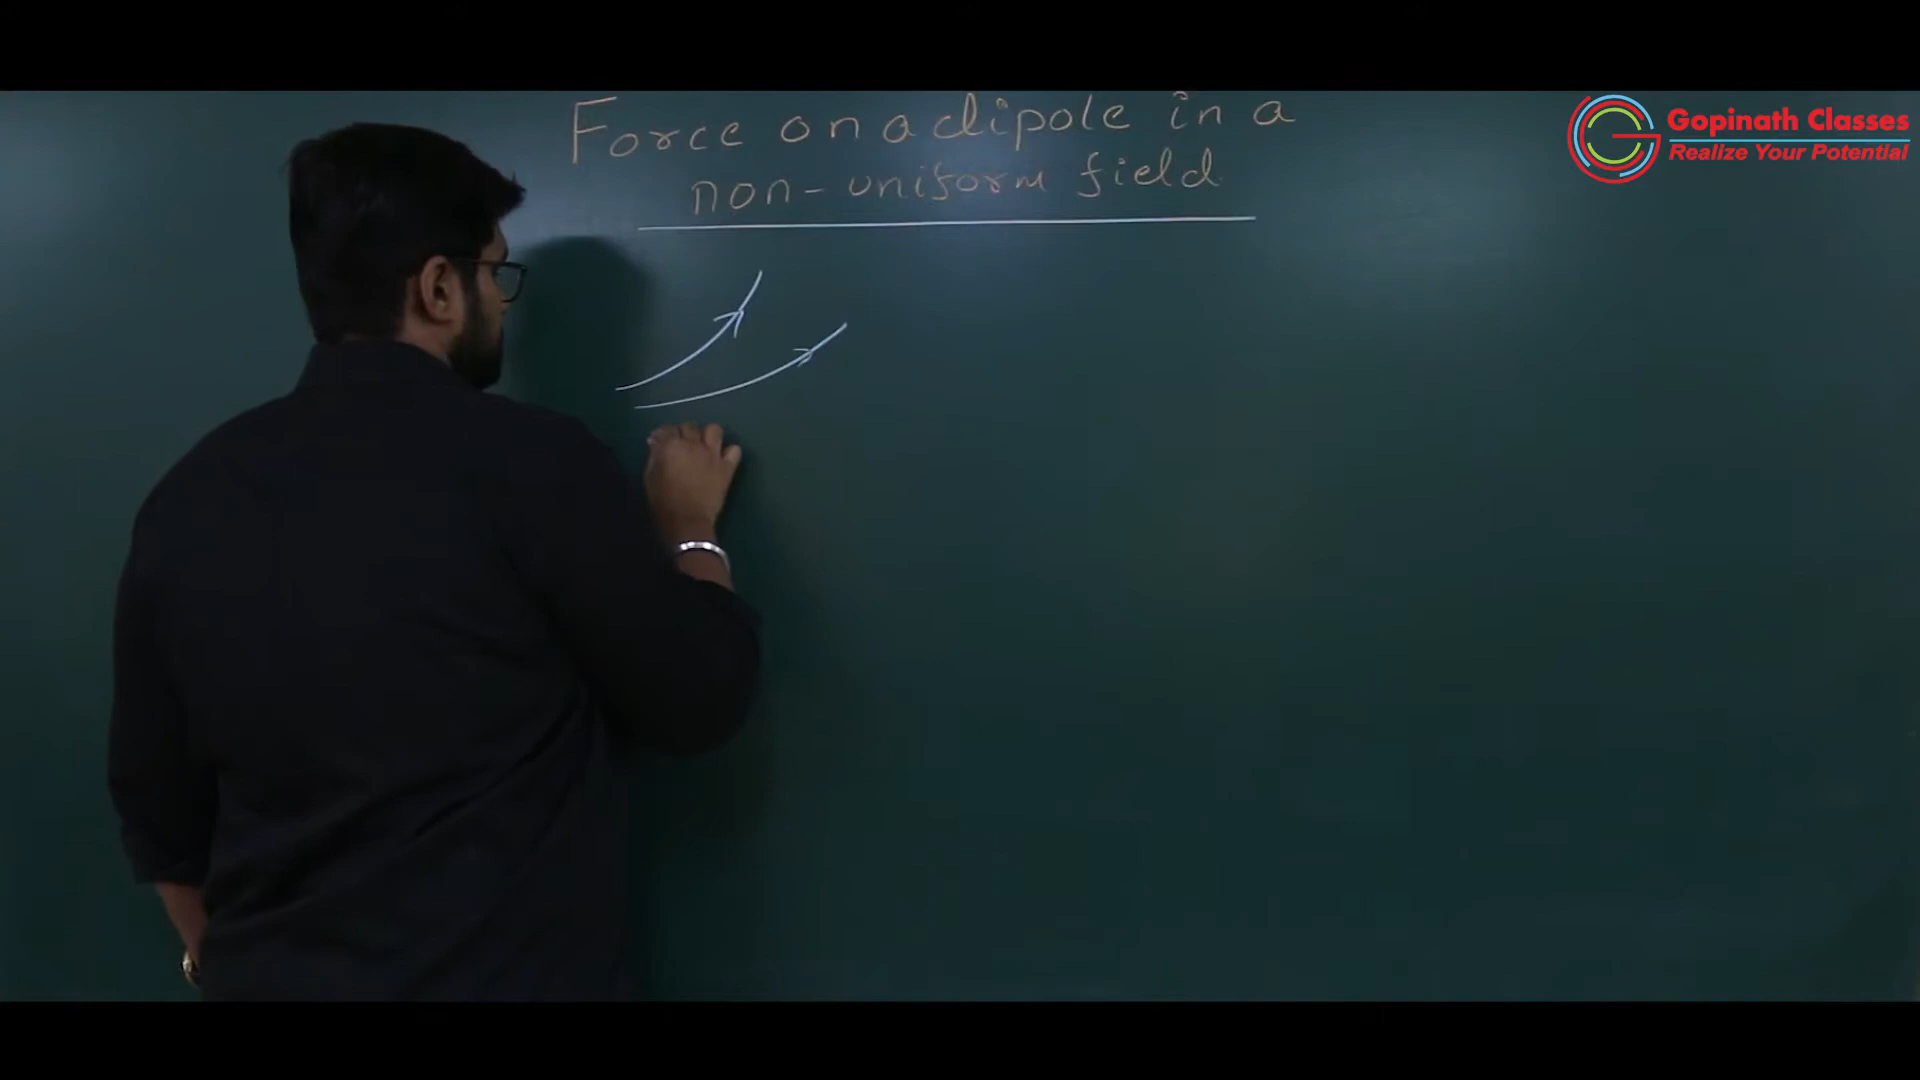 Force on a dipole in a
non-uniform field
Gopinath Classes
Realize Your Potential